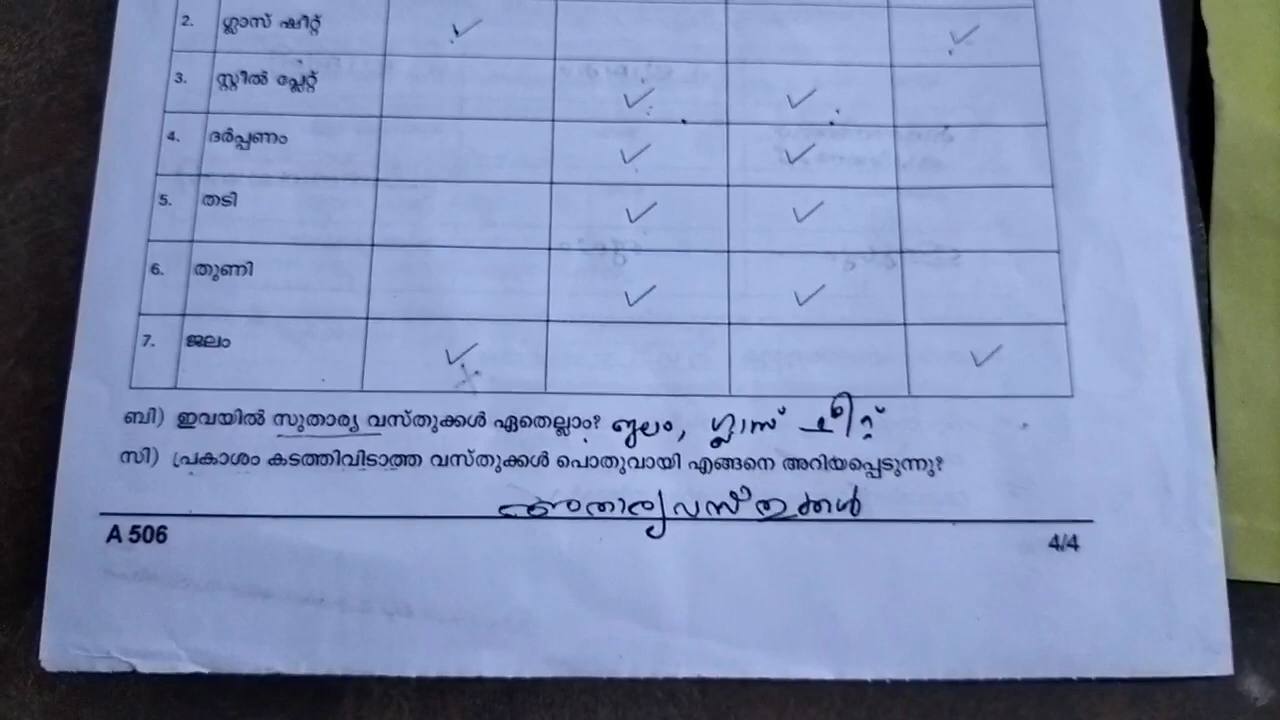 2. ഗ്ലാസ് ഷീറ്റ് ✓ ✓
3. സ്റ്റീൽ പ്ലേറ്റ് ✓ ✓
4. ദർപ്പണം ✓ ✓
5. തടി ✓ ✓
6. തുണി ✓ ✓
7. ജലം ✓ ✓
ബി) ഇവയിൽ സുതാര്യ വസ്തുക്കൾ ഏതെല്ലാം? ജലം, ഗ്ലാസ് ഷീറ്റ്
സി) പ്രകാശം കടത്തിവിടാത്ത വസ്തുക്കൾ പൊതുവായി എങ്ങനെ അറിയപ്പെടുന്നു?
അതാര്യവസ്തുക്കൾ
A 506 4/4